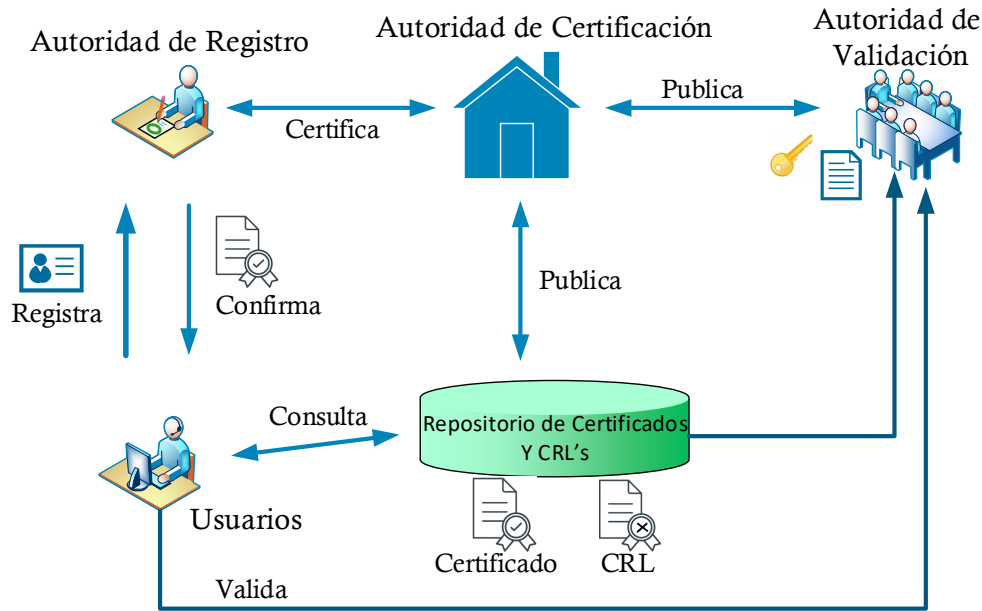 Autoridad de Registro
Autoridad de Certificación
Autoridad de
Validación
Certifica
Publica
Registra
Confirma
Publica
Consulta
Repositorio de Certificados
Y CRL's
Usuarios
Certificado
CRL
Valida